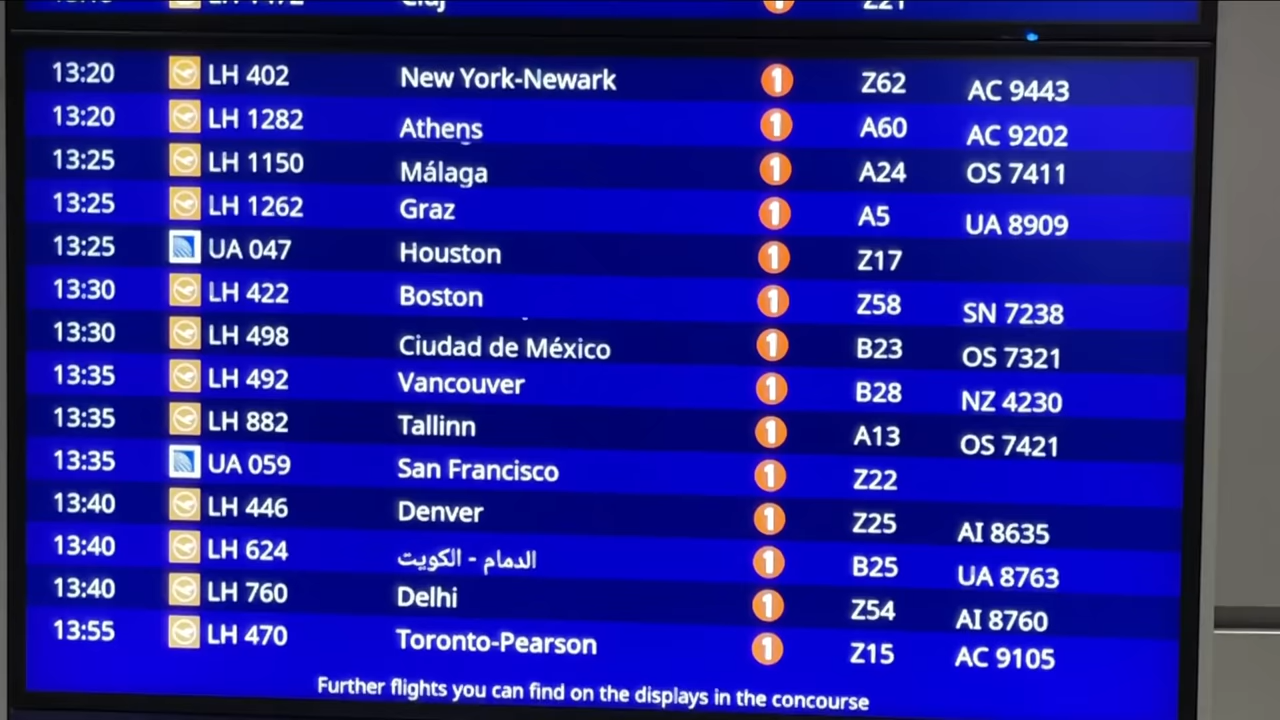 Cluj Z21
13:20 LH 402 New York-Newark 1 Z62 AC 9443
13:20 LH 1282 Athens 1 A60 AC 9202
13:25 LH 1150 Málaga 1 A24 OS 7411
13:25 LH 1262 Graz 1 A5 UA 8909
13:25 UA 047 Houston 1 Z17
13:30 LH 422 Boston 1 Z58 SN 7238
13:30 LH 498 Ciudad de México 1 B23 OS 7321
13:35 LH 492 Vancouver 1 B28 NZ 4230
13:35 LH 882 Tallinn 1 A13 OS 7421
13:35 UA 059 San Francisco 1 Z22
13:40 LH 446 Denver 1 Z25 AI 8635
13:40 LH 624 الدمام - الكويت 1 B25 UA 8763
13:40 LH 760 Delhi 1 Z54 AI 8760
13:55 LH 470 Toronto-Pearson 1 Z15 AC 9105
Further flights you can find on the displays in the concourse